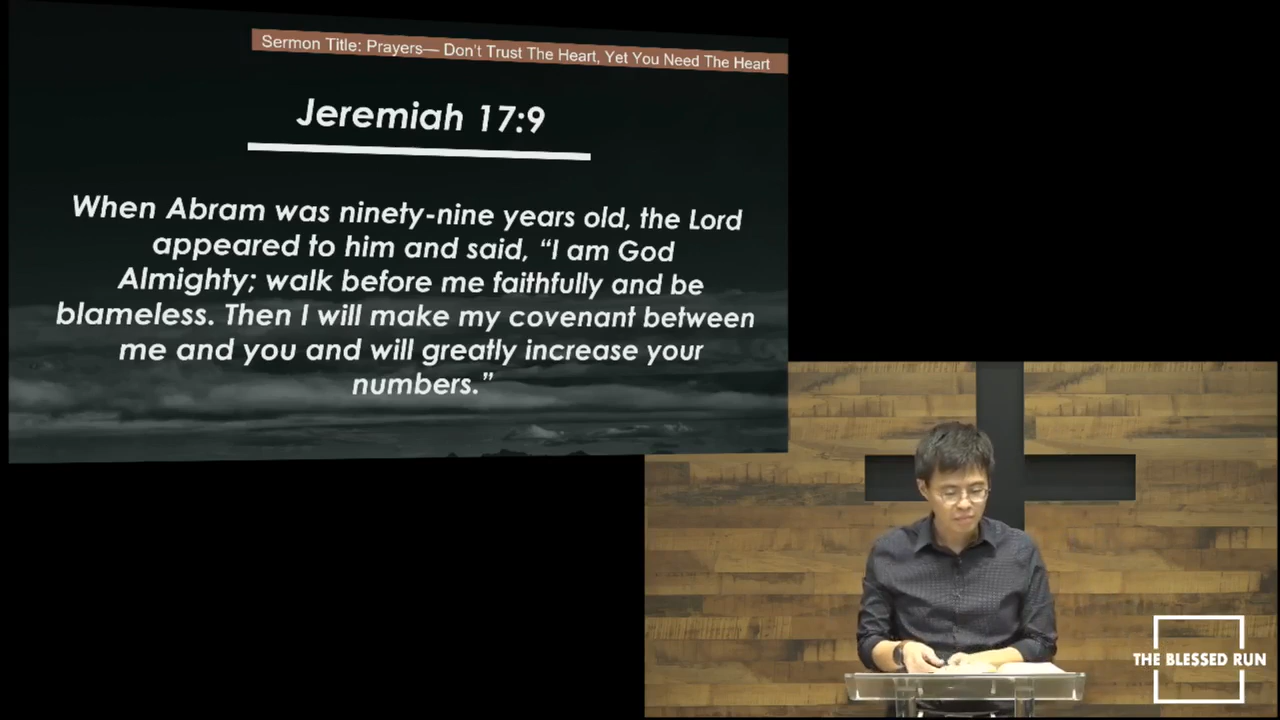 Sermon Title: Prayers— Don't Trust The Heart, Yet You Need The Heart
Jeremiah 17:9
When Abram was ninety-nine years old, the Lord
appeared to him and said, “I am God
Almighty; walk before me faithfully and be
blameless. Then I will make my covenant between
me and you and will greatly increase your
numbers.”
THE BLESSED RUN